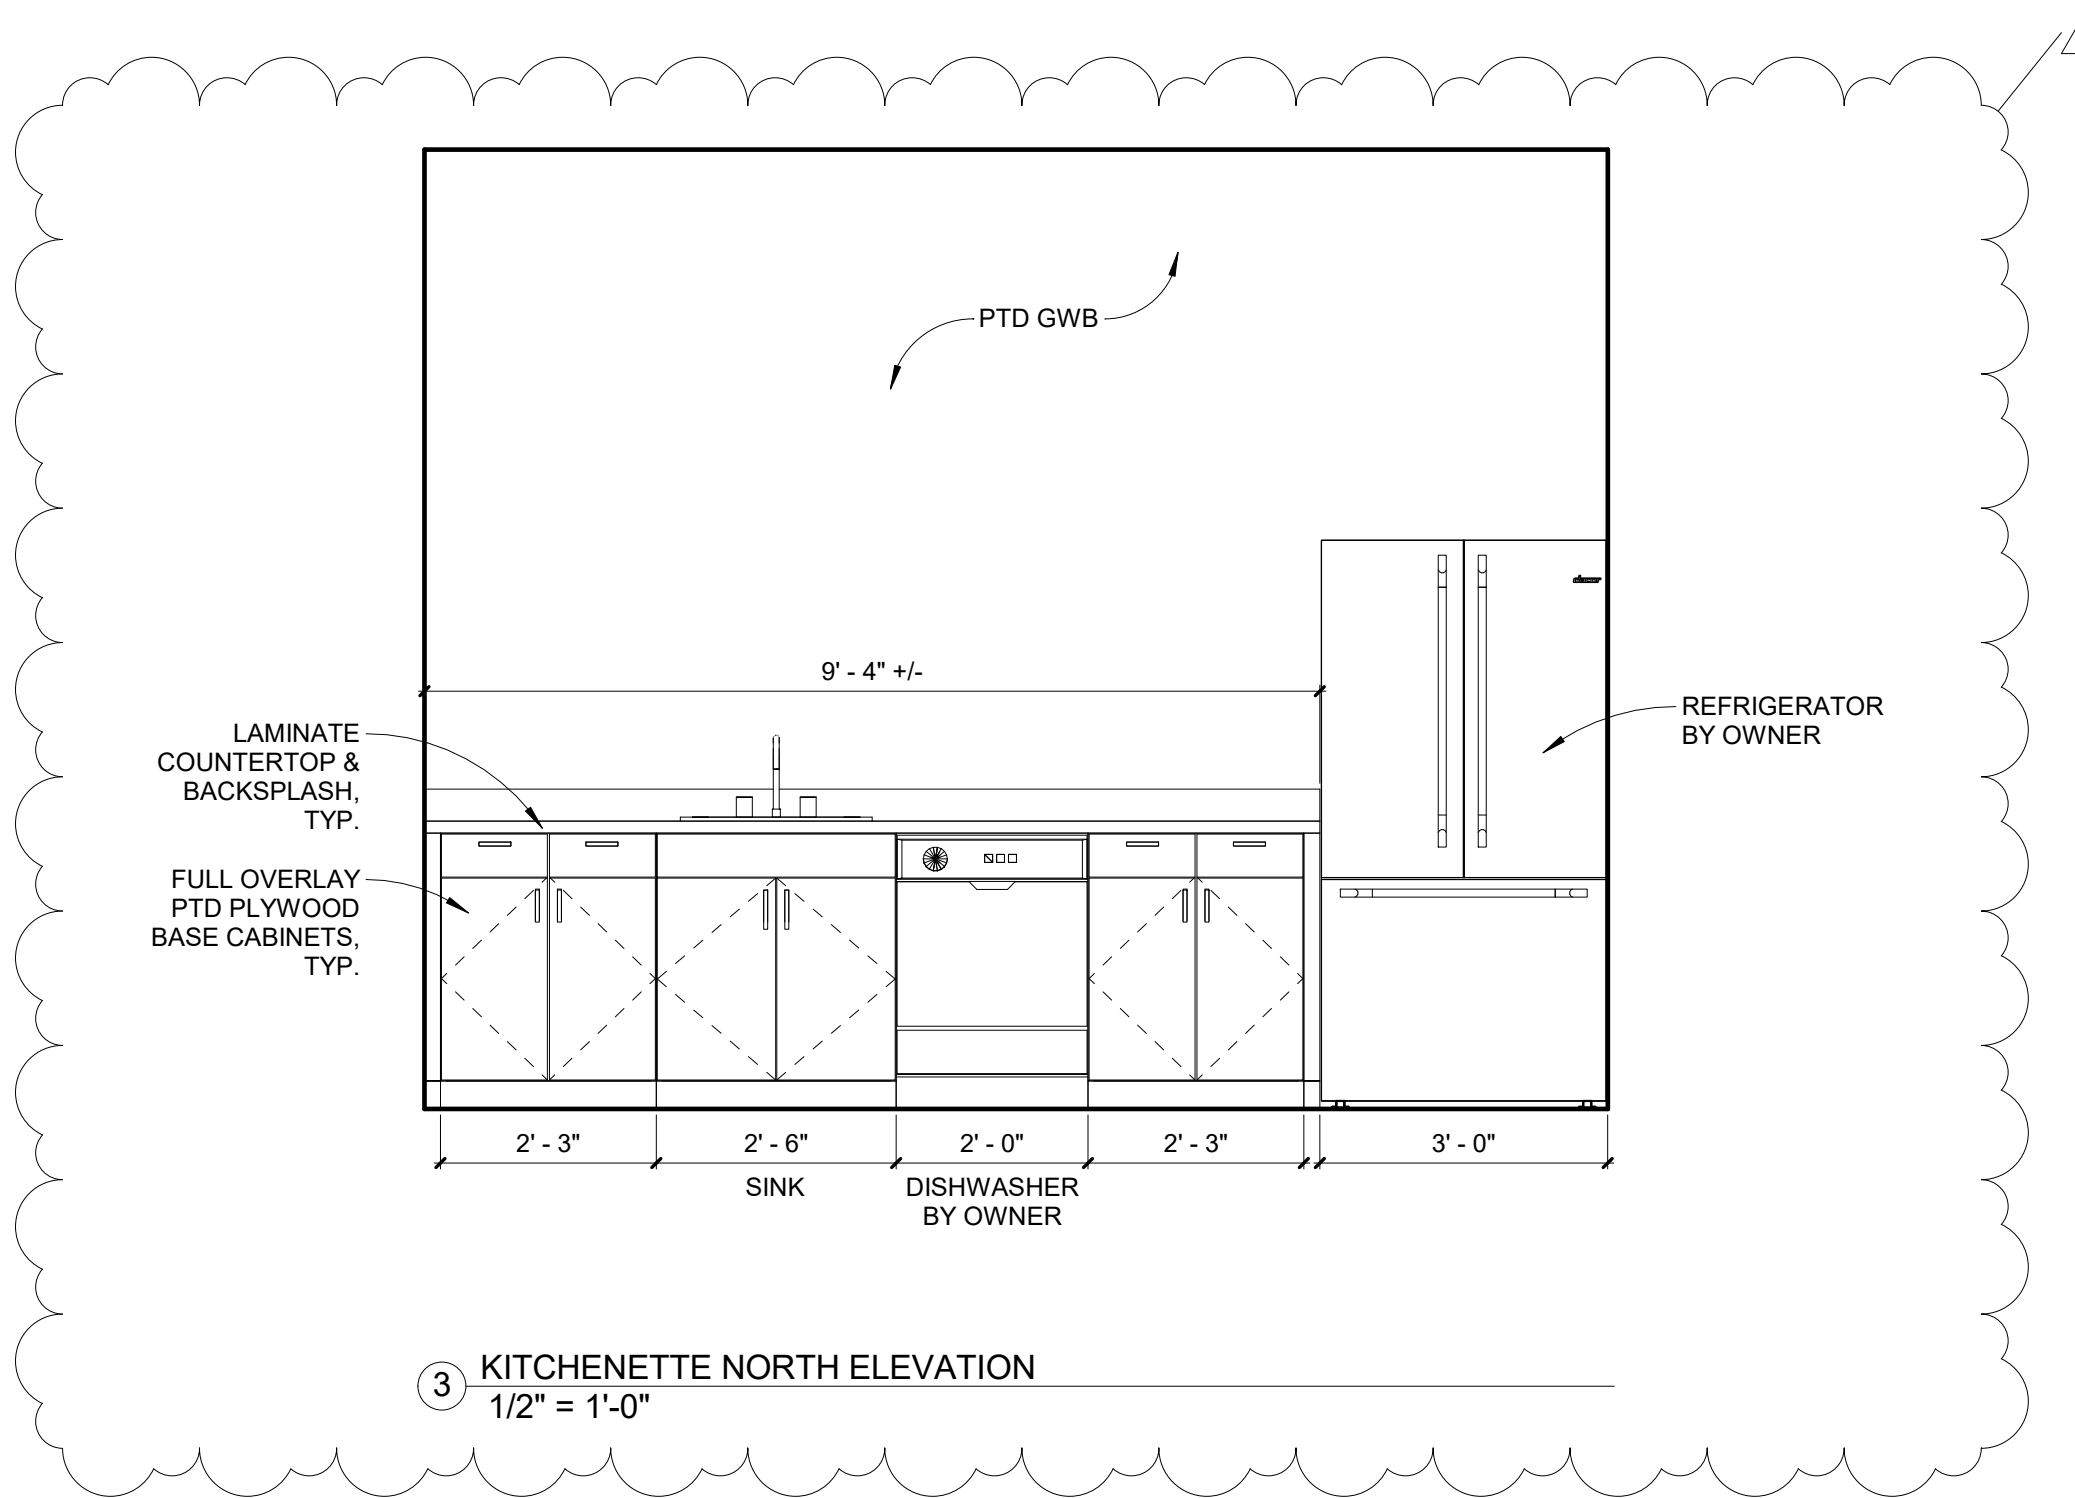 PTD GWB
9' - 4" +/-
LAMINATE
COUNTERTOP &
BACKSPLASH,
TYP.
REFRIGERATOR
BY OWNER
FULL OVERLAY
PTD PLYWOOD
BASE CABINETS,
TYP.
2' - 3"
2' - 6"
2' - 0"
2' - 3"
3' - 0"
SINK
DISHWASHER
BY OWNER
3
KITCHENETTE NORTH ELEVATION
1/2" = 1'-0"